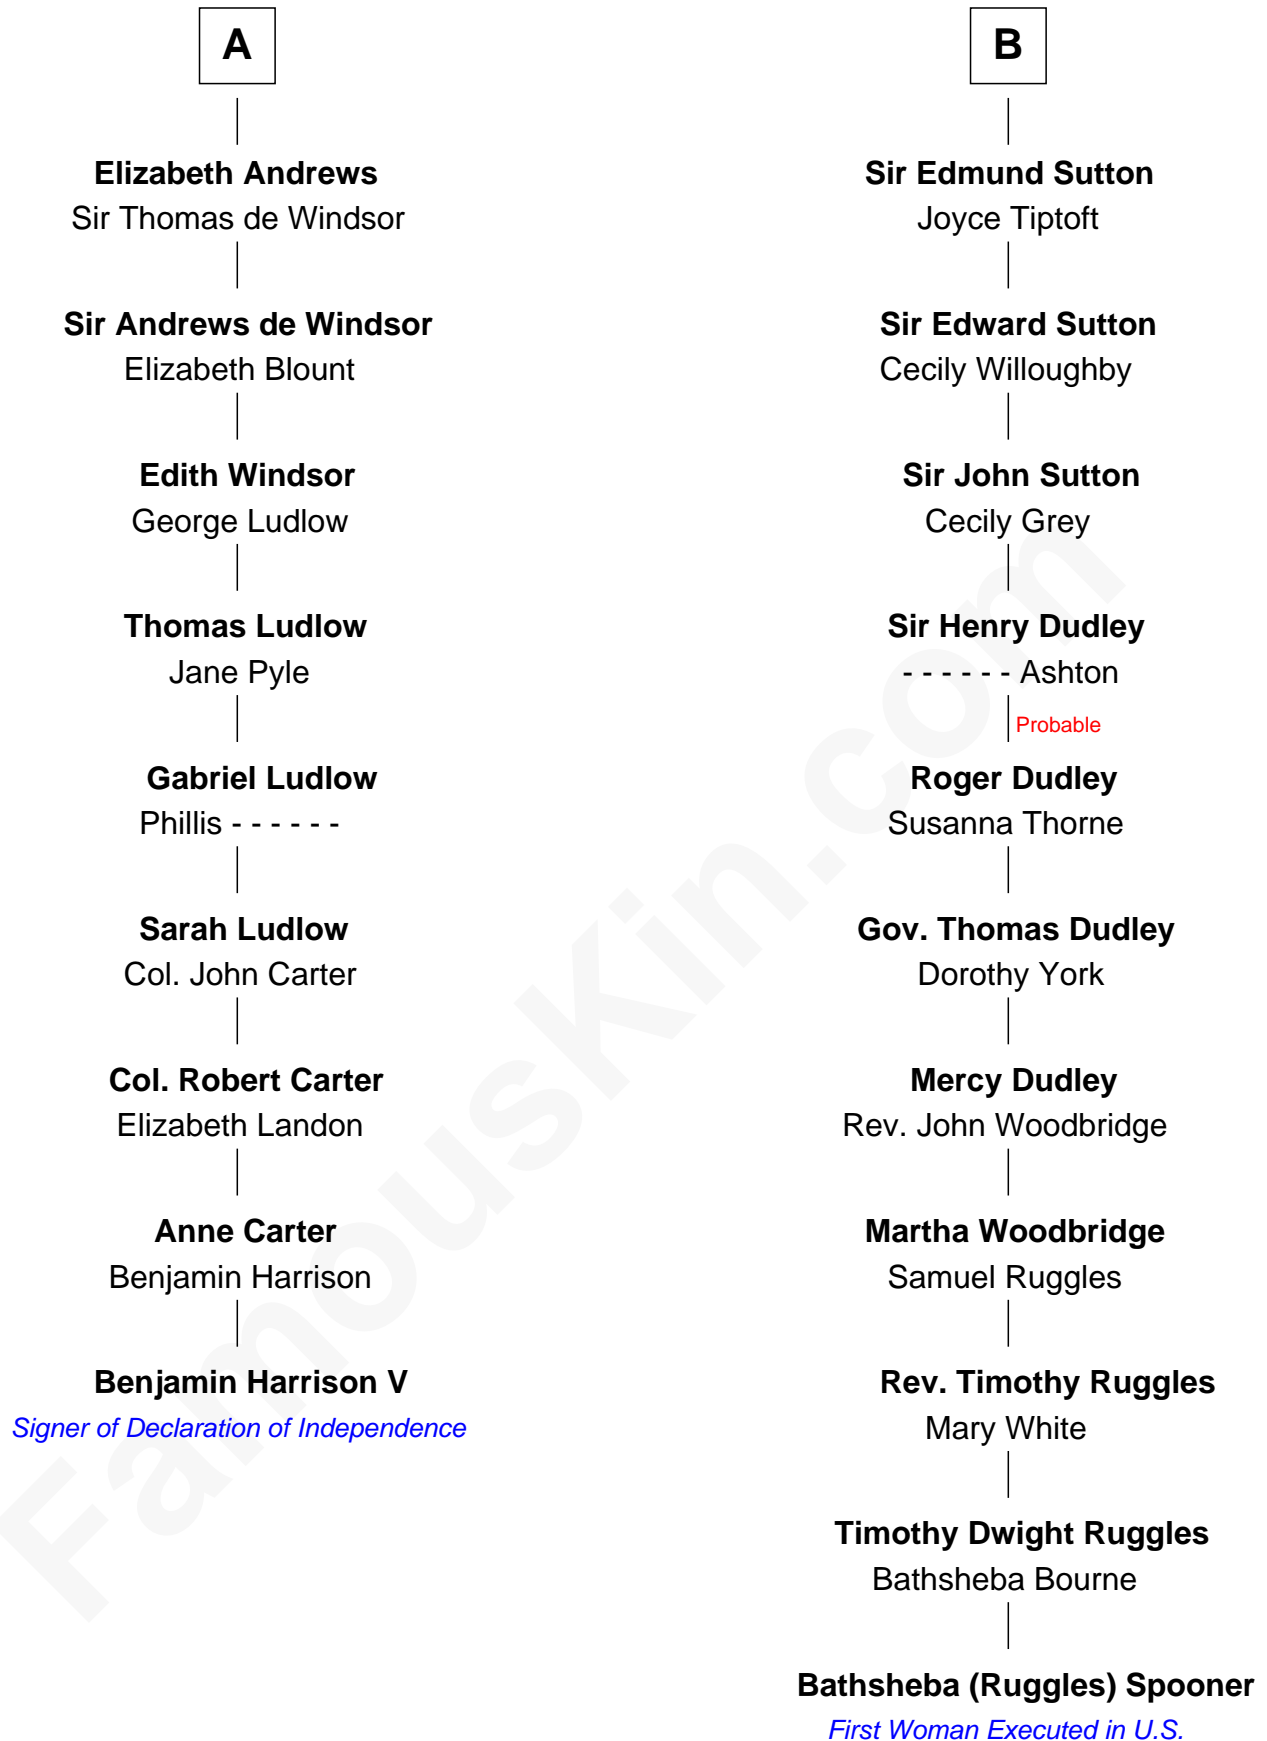 A
Elizabeth Andrews
Sir Thomas de Windsor
Sir Andrews de Windsor
Elizabeth Blount
Edith Windsor
George Ludlow
Thomas Ludlow
Jane Pyle
Gabriel Ludlow
Phillis - - - - - -
Sarah Ludlow
Col. John Carter
Col. Robert Carter
Elizabeth Landon
Anne Carter
Benjamin Harrison
Benjamin Harrison V
Signer of Declaration of Independence
B
Sir Edmund Sutton
Joyce Tiptoft
Sir Edward Sutton
Cecily Willoughby
Sir John Sutton
Cecily Grey
Sir Henry Dudley
- - - - - - Ashton
Probable
Roger Dudley
Susanna Thorne
Gov. Thomas Dudley
Dorothy York
Mercy Dudley
Rev. John Woodbridge
Martha Woodbridge
Samuel Ruggles
Rev. Timothy Ruggles
Mary White
Timothy Dwight Ruggles
Bathsheba Bourne
Bathsheba (Ruggles) Spooner
First Woman Executed in U.S.
FamousKin.com